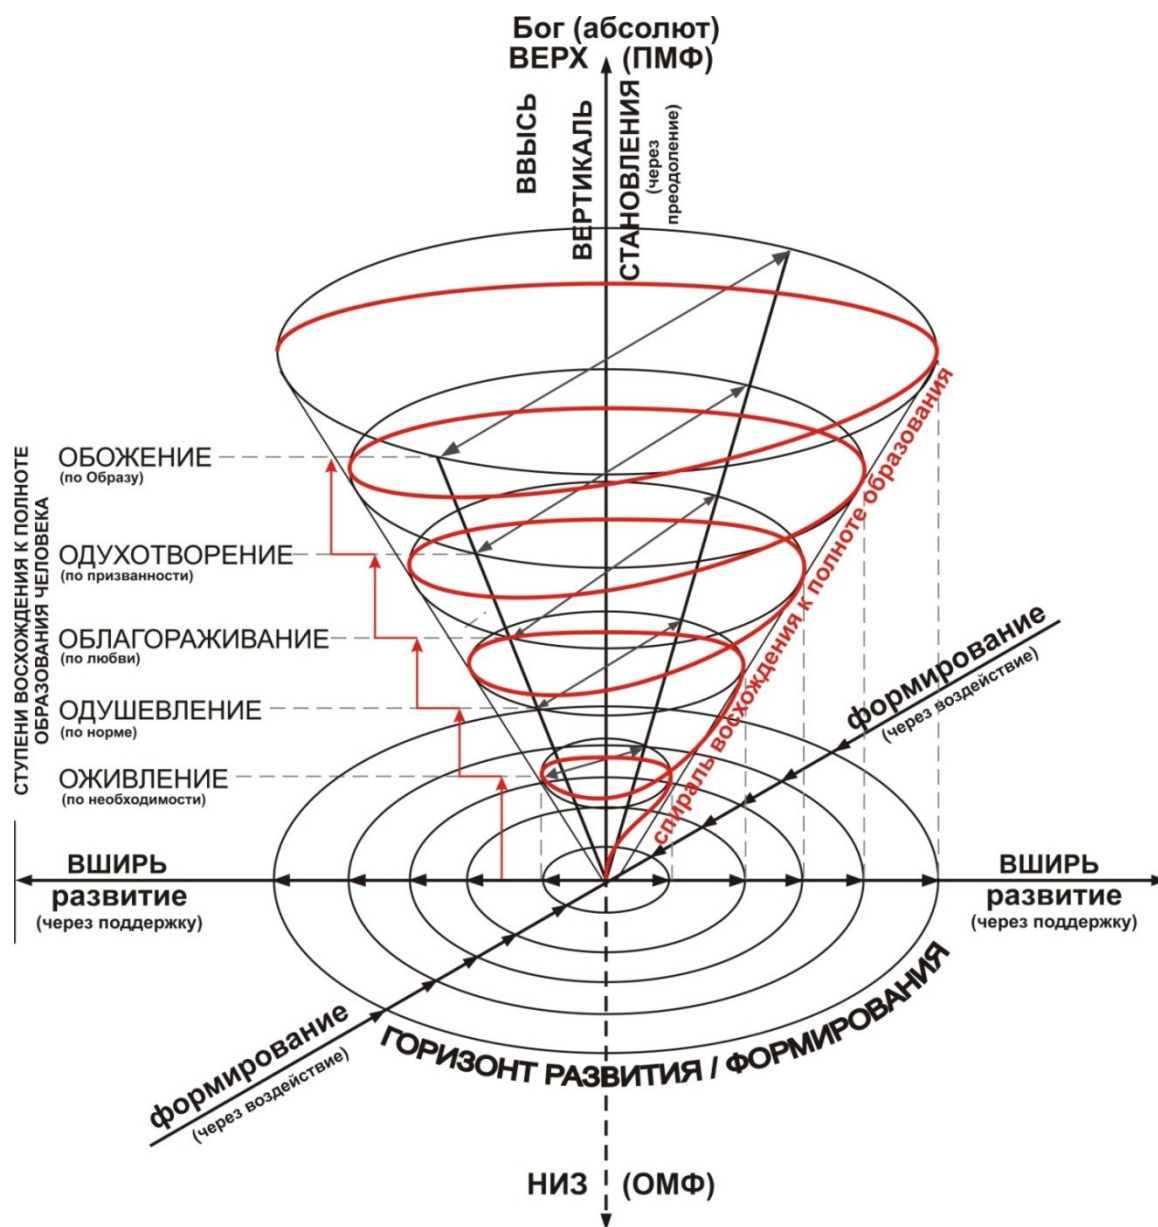 Бог (абсолют)
ВЕРХ (ПМФ)
ВВЫСЬ
ВЕРТИКАЛЬ
СТАНОВЛЕНИЯ
(через
преодоление)
СТУПЕНИ ВОСХОЖДЕНИЯ К ПОЛНОТЕ
ОБРАЗОВАНИЯ ЧЕЛОВЕКА
ОБОЖЕНИЕ
(по Образу)
ОДУХОТВОРЕНИЕ
(по призванности)
ОБЛАГОРАЖИВАНИЕ
(по любви)
ОДУШЕВЛЕНИЕ
(по норме)
ОЖИВЛЕНИЕ
(по необходимости)
спираль восхождения к полноте образования
формирование
(через воздействие)
ВШИРЬ
развитие
(через поддержку)
ВШИРЬ
развитие
(через поддержку)
формирование
(через воздействие)
ГОРИЗОНТ РАЗВИТИЯ / ФОРМИРОВАНИЯ
НИЗ (ОМФ)